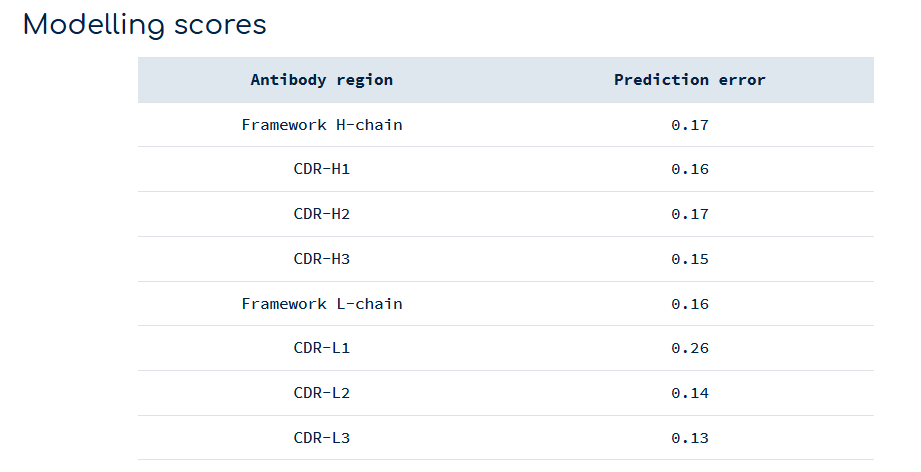 Modelling scores
Antibody region Prediction error
Framework H-chain 0.17
CDR-H1 0.16
CDR-H2 0.17
CDR-H3 0.15
Framework L-chain 0.16
CDR-L1 0.26
CDR-L2 0.14
CDR-L3 0.13